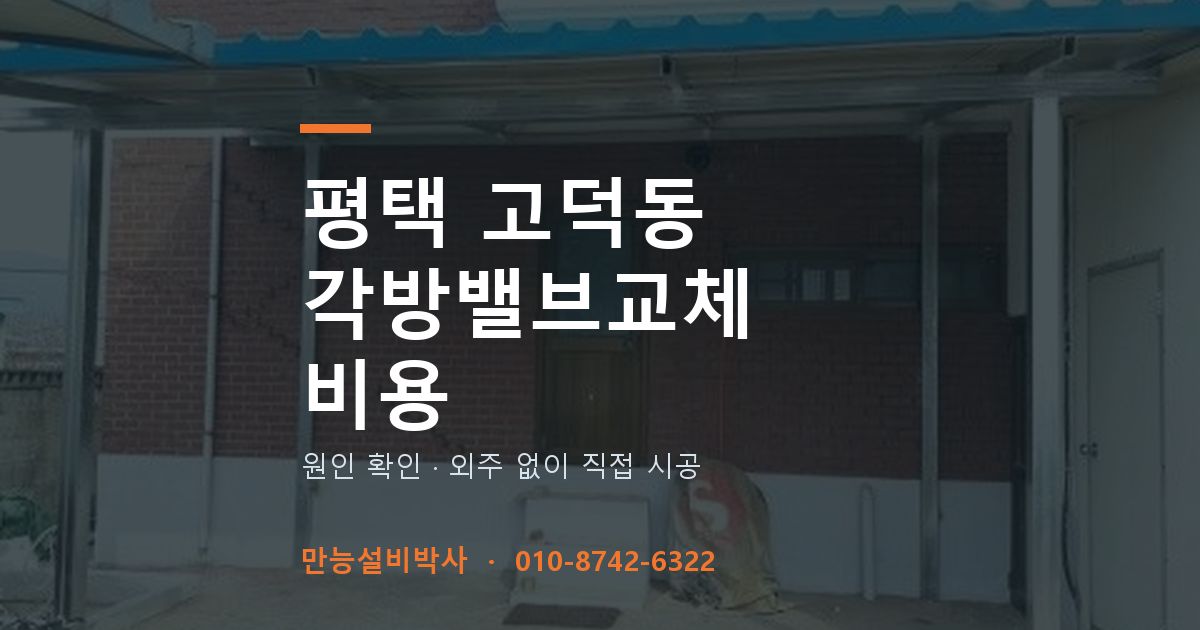 평택 고덕동
각방밸브교체
비용
원인 확인 · 외주 없이 직접 시공
만능설비박사 · 010-8742-6322
S